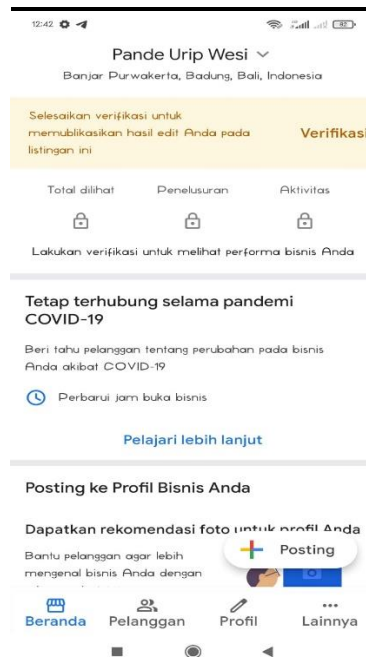 12:42
82
Pande Urip Wesi
Banjar Purwakerta, Badung, Bali, Indonesia
Selesaikan verifikasi untuk
memublikasikan hasil edit Anda pada
listingan ini
Verifikasi
Total dilihat Penelusuran Aktivitas
Lakukan verifikasi untuk melihat performa bisnis Anda
Tetap terhubung selama pandemi
COVID-19
Beri tahu pelanggan tentang perubahan pada bisnis
Anda akibat COVID-19
Perbarui jam buka bisnis
Pelajari lebih lanjut
Posting ke Profil Bisnis Anda
Dapatkan rekomendasi foto untuk profil Anda
Bantu pelanggan agar lebih
mengenal bisnis Anda dengan
Posting
Beranda Pelanggan Profil Lainnya